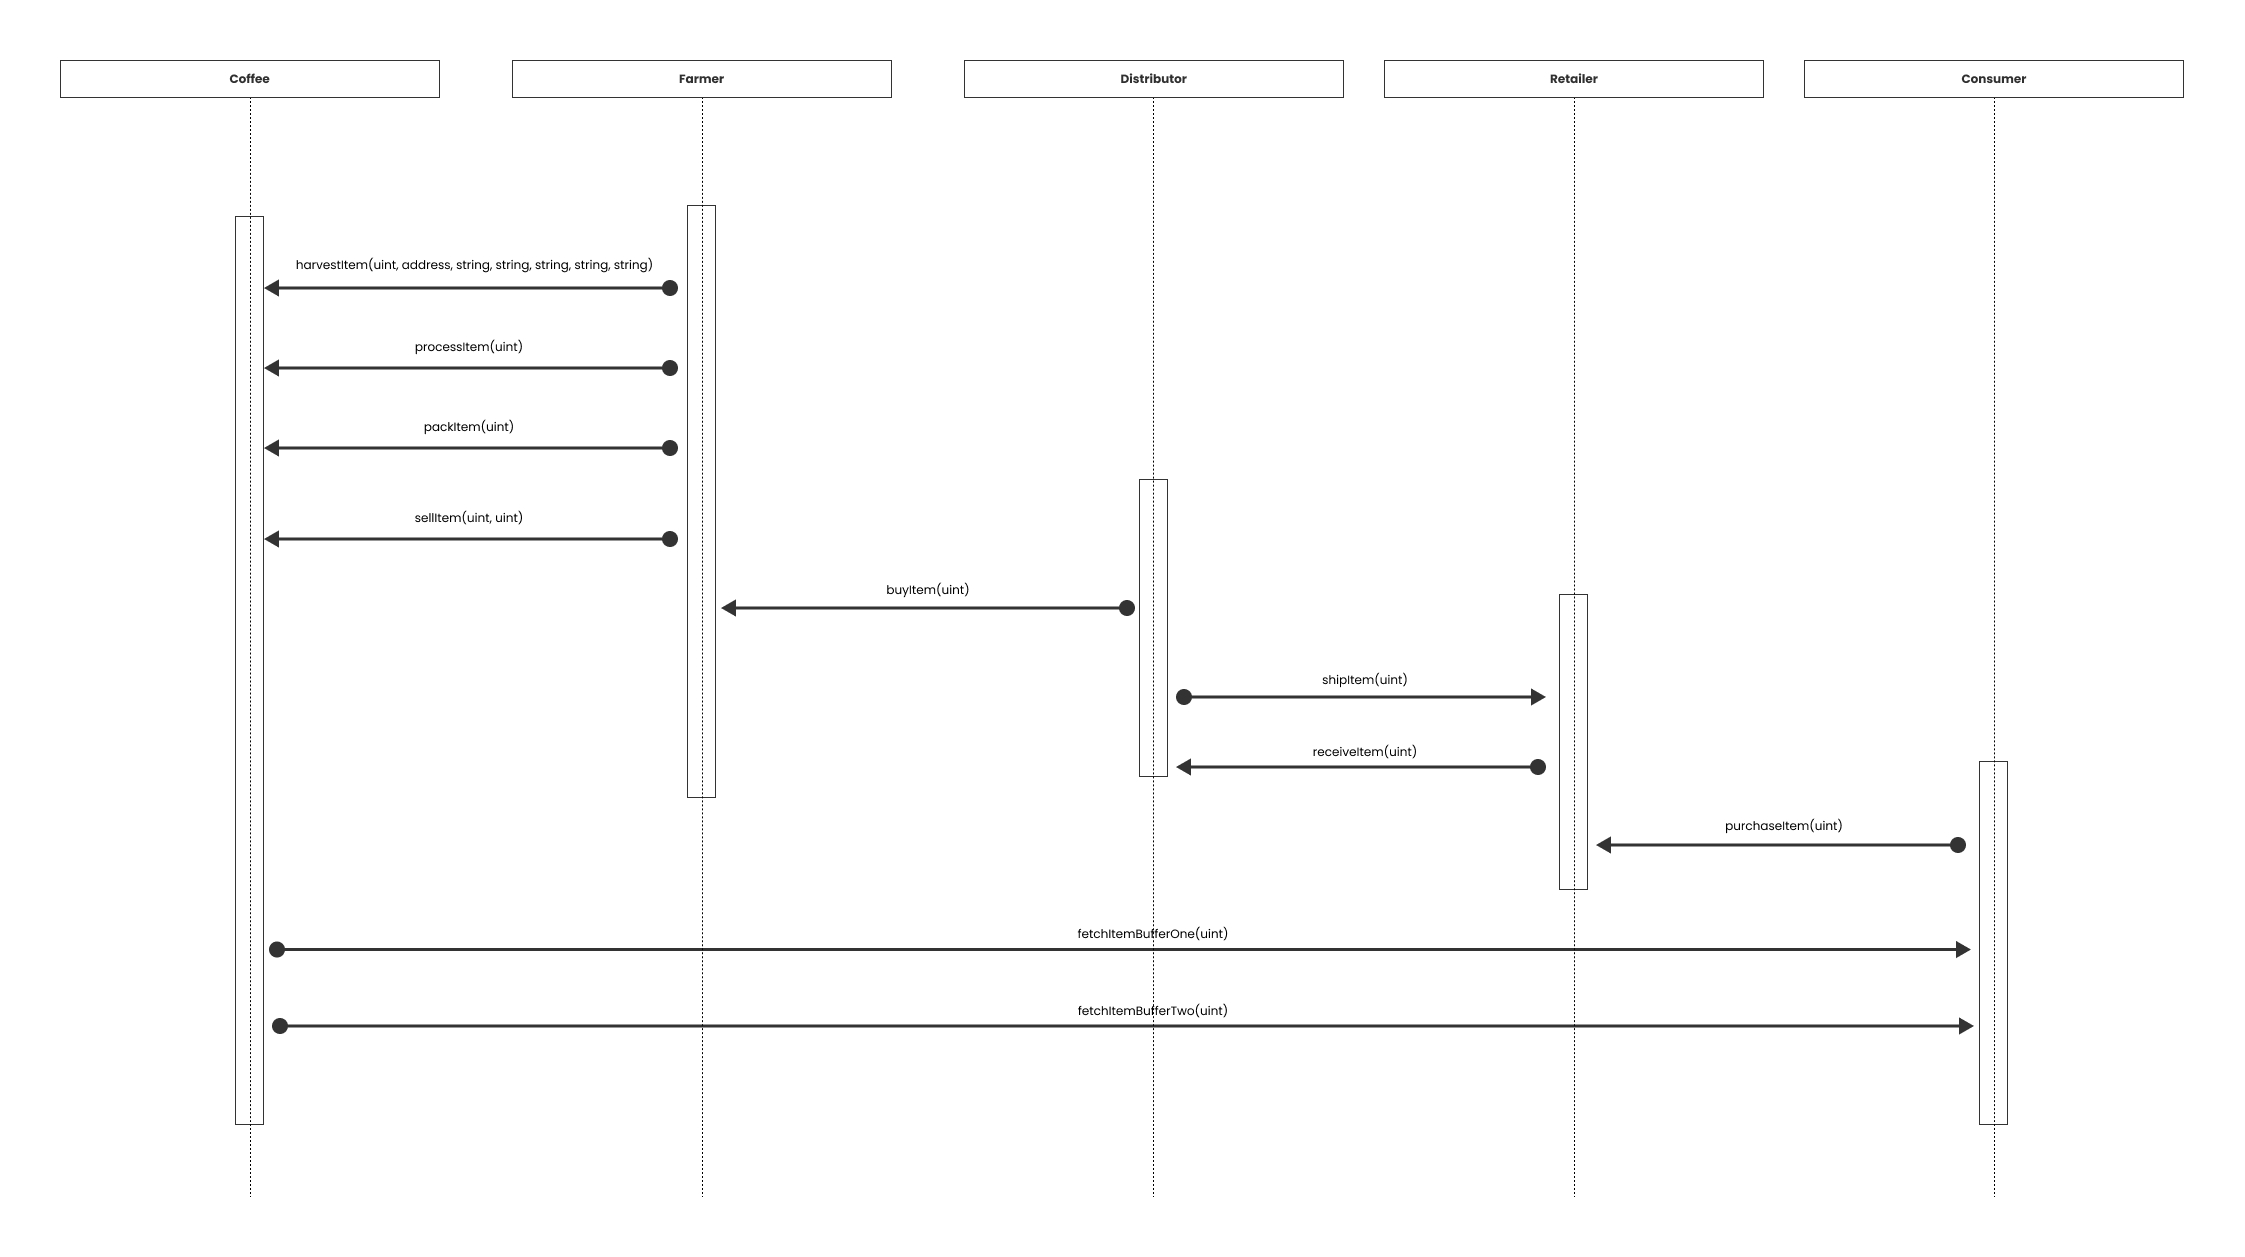 Coffee
Farmer
Distributor
Retailer
Consumer
harvestItem(uint, address, string, string, string, string, string)
processItem(uint)
packItem(uint)
sellItem(uint, uint)
buyItem(uint)
shipItem(uint)
receiveItem(uint)
purchaseItem(uint)
fetchItemBufferOne(uint)
fetchItemBufferTwo(uint)